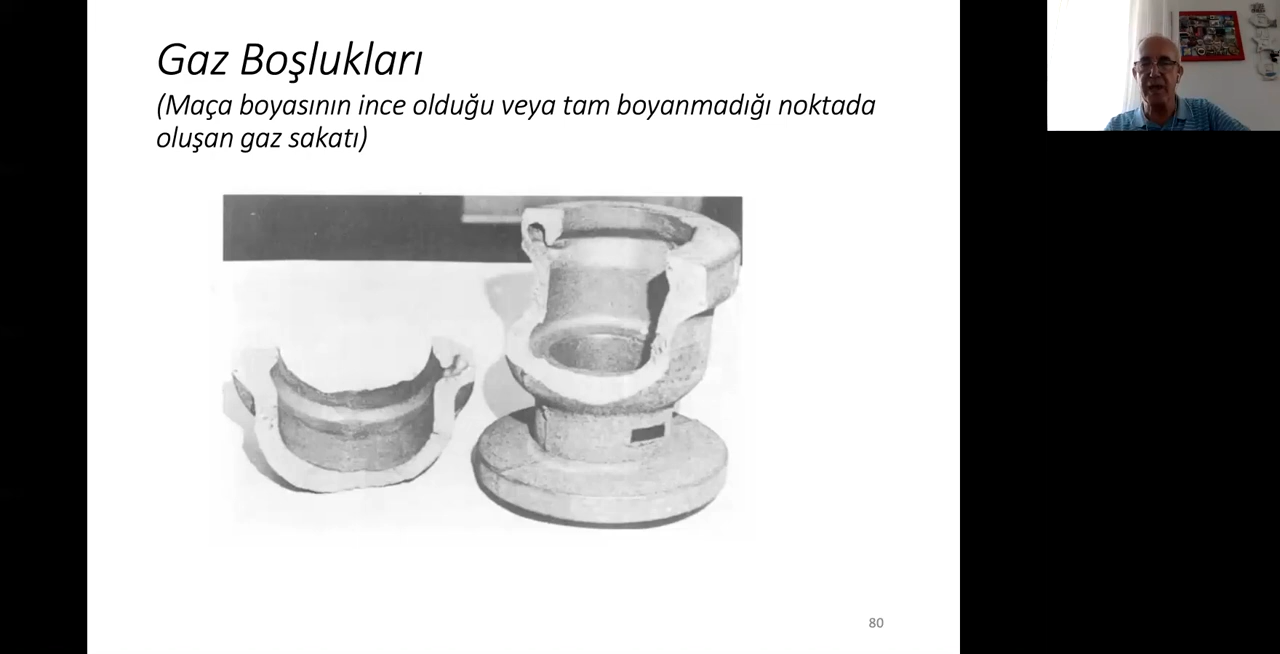 Gaz Boşlukları
(Maça boyasının ince olduğu veya tam boyanmadığı noktada
oluşan gaz sakatı)
80